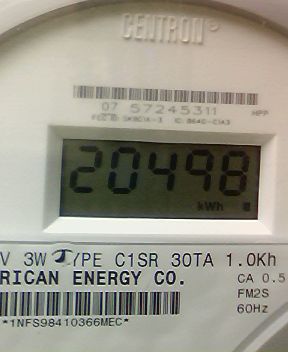 CENTRON®
07 57245311
HPP
20498
kWh
V 3W TYPE C1SR 30TA 1.0Kh
RICAN ENERGY CO.
CA 0.5
FM2S
60Hz
*1NFS98410366MEC*